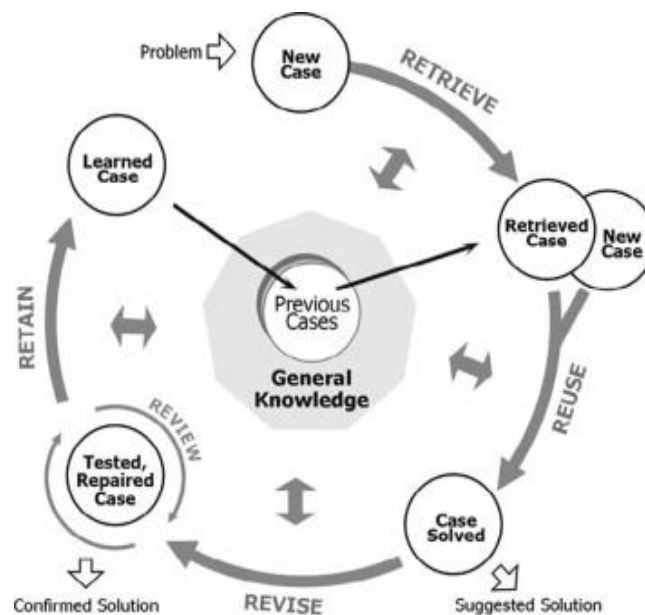 Problem
New
Case
RETRIEVE
Learned
Case
Retrieved
Case
New
Case
Previous
Cases
General
Knowledge
RETAIN
REUSE
REVIEW
Tested,
Repaired
Case
Case
Solved
REVISE
Confirmed Solution
Suggested Solution